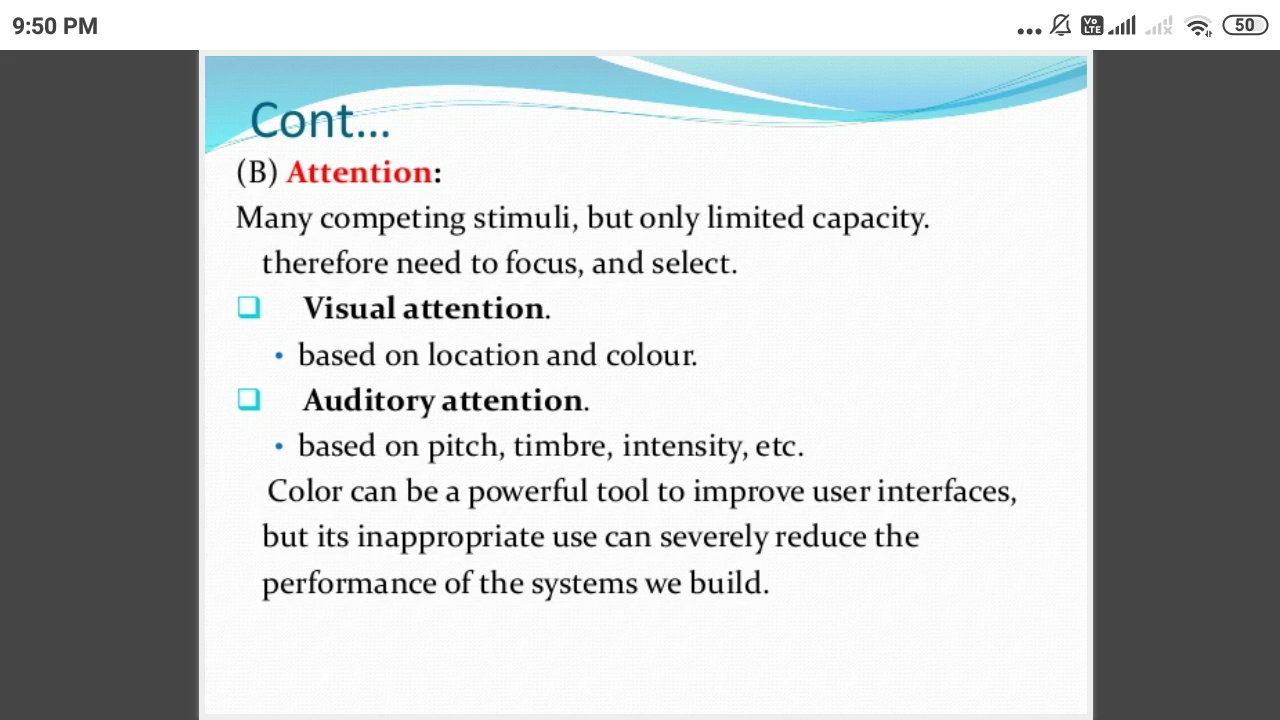 9:50 PM
Vo LTE
50
Cont...
(B) Attention:
Many competing stimuli, but only limited capacity.
therefore need to focus, and select.
❑ Visual attention.
• based on location and colour.
❑ Auditory attention.
• based on pitch, timbre, intensity, etc.
Color can be a powerful tool to improve user interfaces,
but its inappropriate use can severely reduce the
performance of the systems we build.